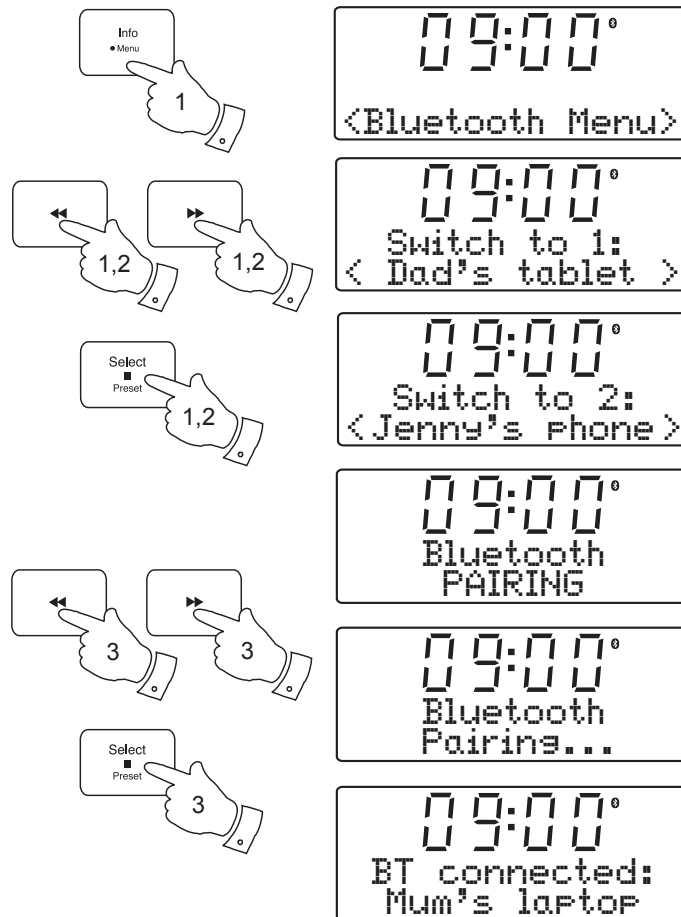 Info
● Menu
1
09:00
<Bluetooth Menu>
◀◀
▶▶
1,2
1,2
09:00
Switch to 1:
< Dad's tablet >
Select
■
Preset
1,2
09:00
Switch to 2:
<Jenny's phone>
09:00
Bluetooth
PAIRING
◀◀
▶▶
3
3
09:00
Bluetooth
Pairing...
Select
■
Preset
3
09:00
BT connected:
Mum's laptop